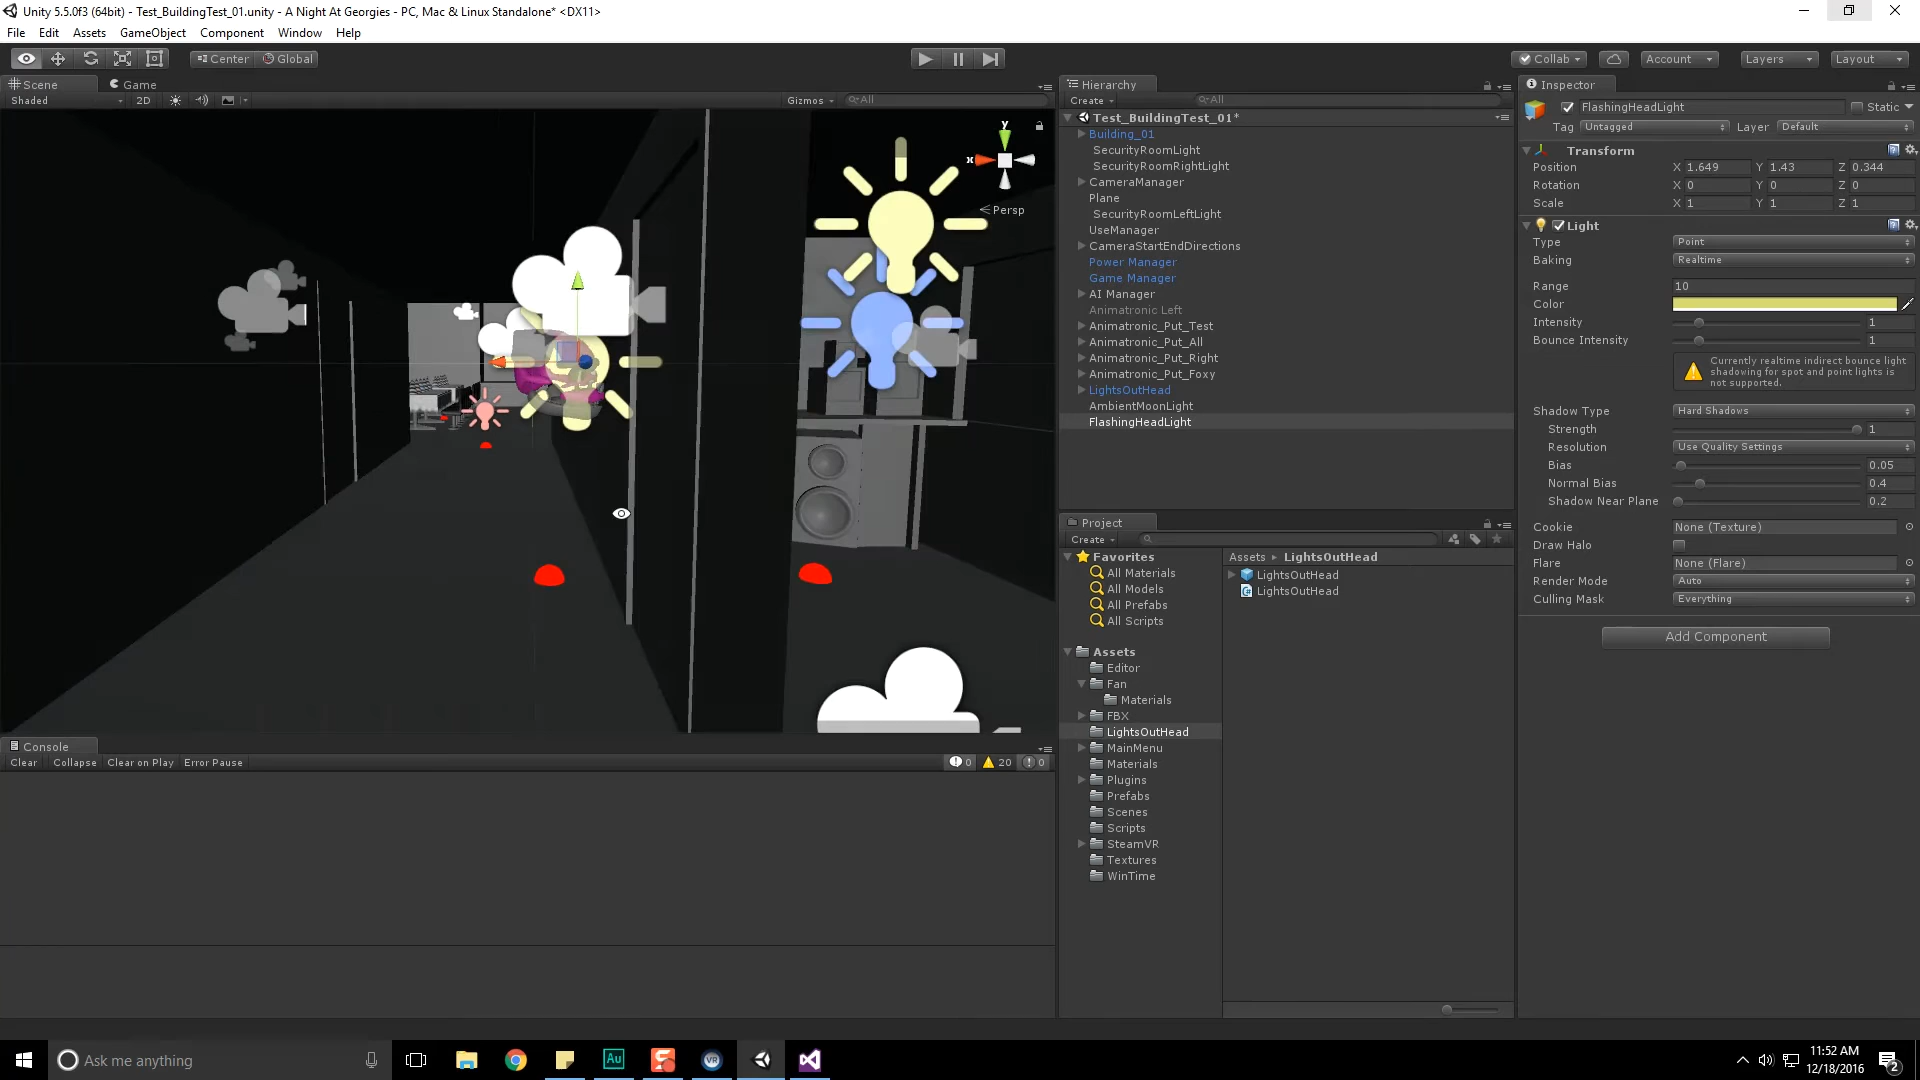 Unity 5.5.0f3 (64bit) - Test_BuildingTest_01.unity - A Night At Georgies - PC, Mac & Linux Standalone* <DX11>
File Edit Assets GameObject Component Window Help
Center Global Collab Account Layers Layout
Scene Game
Shaded 2D Gizmos All
y
x
Persp
Hierarchy
Create All
Test_BuildingTest_01*
Building_01
SecurityRoomLight
SecurityRoomRightLight
CameraManager
Plane
SecurityRoomLeftLight
UseManager
CameraStartEndDirections
Power Manager
Game Manager
AI Manager
Animatronic Left
Animatronic_Put_Test
Animatronic_Put_All
Animatronic_Put_Right
Animatronic_Put_Foxy
LightsOutHead
AmbientMoonLight
FlashingHeadLight
Project
Create
Favorites
All Materials
All Models
All Prefabs
All Scripts
Assets
Editor
Fan
Materials
FBX
LightsOutHead
MainMenu
Materials
Plugins
Prefabs
Scenes
Scripts
SteamVR
Textures
WinTime
Assets LightsOutHead
LightsOutHead
LightsOutHead
Inspector
FlashingHeadLight Static
Tag Untagged Layer Default
Transform
Position X 1.649 Y 1.43 Z 0.344
Rotation X 0 Y 0 Z 0
Scale X 1 Y 1 Z 1
Light
Type Point
Baking Realtime
Range 10
Color
Intensity 1
Bounce Intensity 1
Currently realtime indirect bounce light
shadowing for spot and point lights is
not supported.
Shadow Type Hard Shadows
Strength 1
Resolution Use Quality Settings
Bias 0.05
Normal Bias 0.4
Shadow Near Plane 0.2
Cookie None (Texture)
Draw Halo
Flare None (Flare)
Render Mode Auto
Culling Mask Everything
Add Component
Console
Clear Collapse Clear on Play Error Pause 0 20 0
Ask me anything
Au
VR
11:52 AM
12/18/2016
2